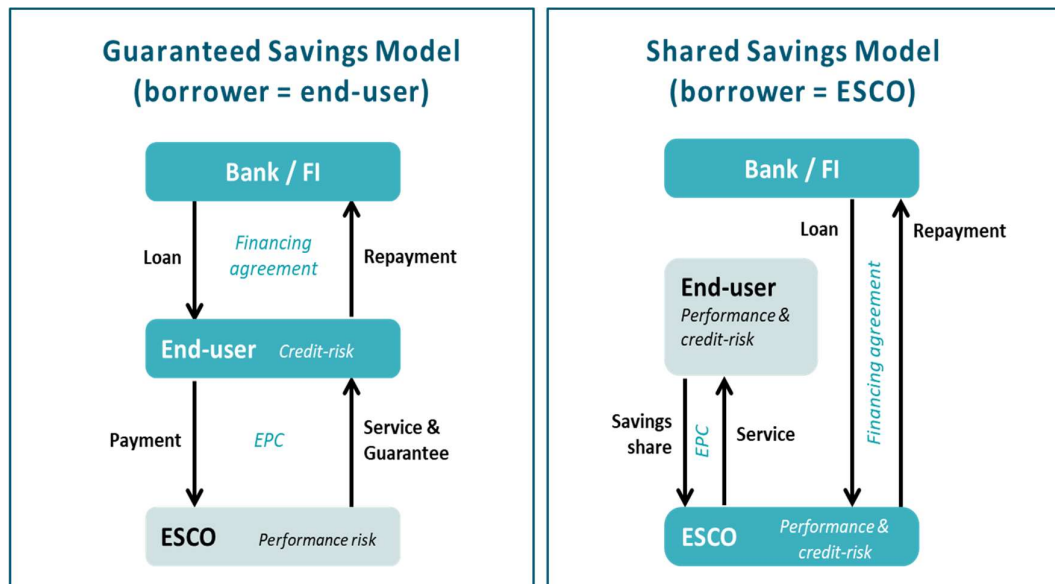 Guaranteed Savings Model
(borrower = end-user)
Bank / FI
Loan
Financing
agreement
Repayment
End-user Credit-risk
Payment
EPC
Service &
Guarantee
ESCO Performance risk
Shared Savings Model
(borrower = ESCO)
Bank / FI
Loan
Repayment
End-user
Performance &
credit-risk
Financing agreement
Savings
share
EPC
Service
ESCO
Performance &
credit-risk